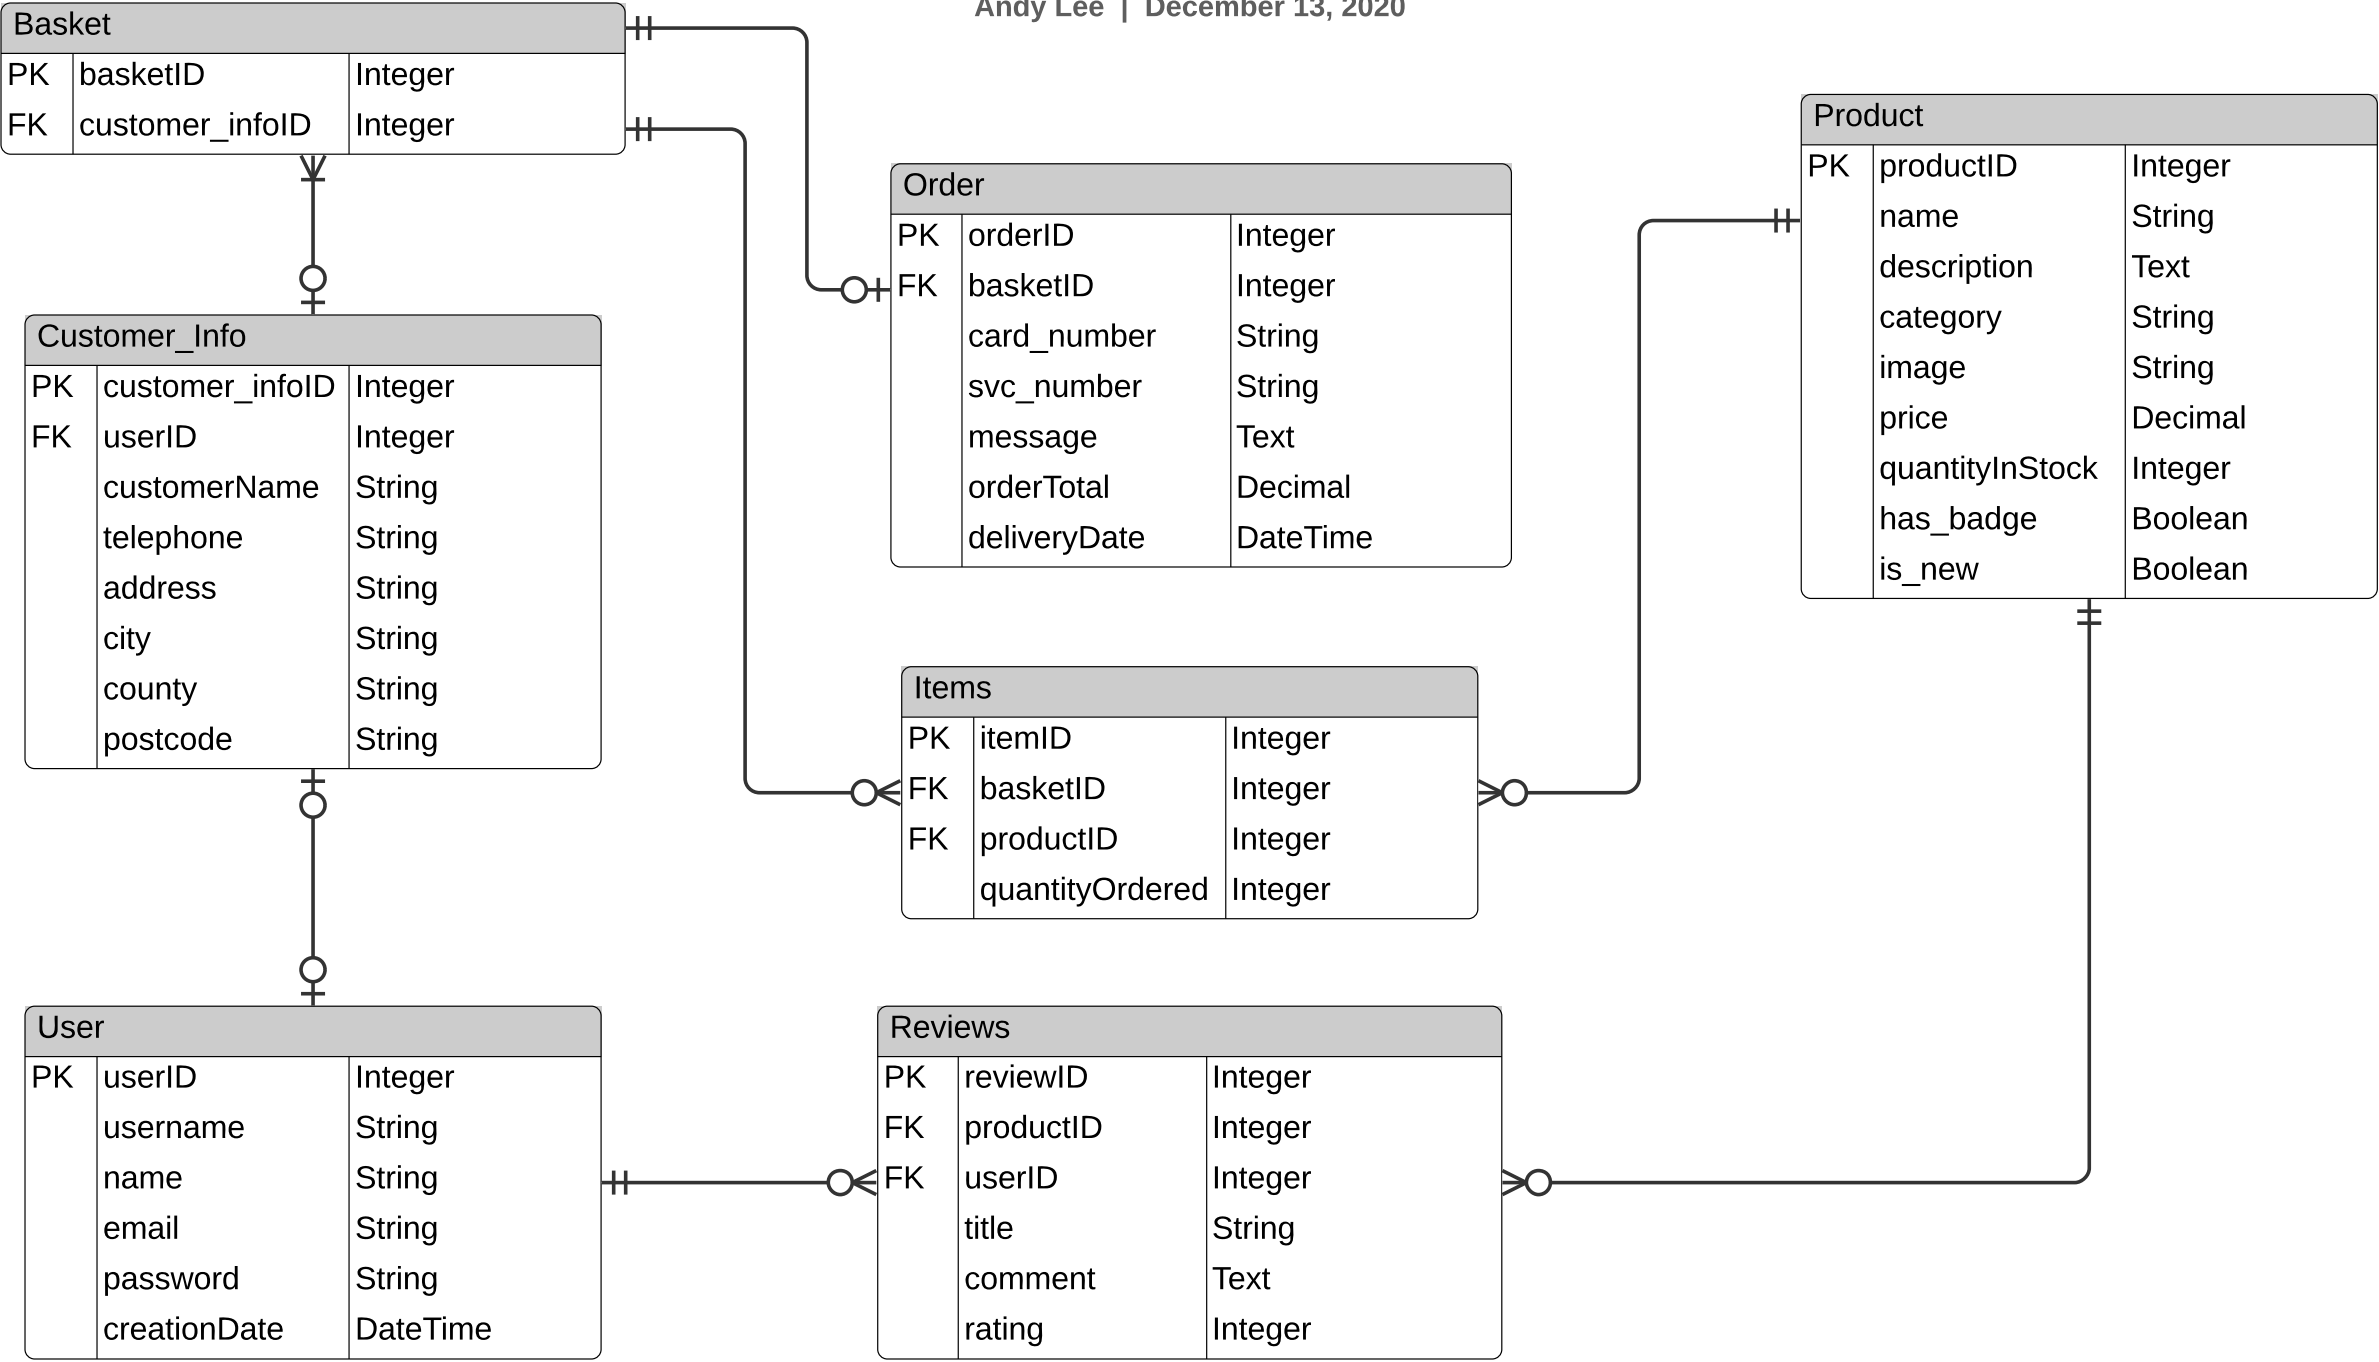 Andy Lee | December 13, 2020
Basket
PK basketID Integer
FK customer_infoID Integer
Customer_Info
PK customer_infoID Integer
FK userID Integer
customerName String
telephone String
address String
city String
county String
postcode String
User
PK userID Integer
username String
name String
email String
password String
creationDate DateTime
Order
PK orderID Integer
FK basketID Integer
card_number String
svc_number String
message Text
orderTotal Decimal
deliveryDate DateTime
Items
PK itemID Integer
FK basketID Integer
FK productID Integer
quantityOrdered Integer
Reviews
PK reviewID Integer
FK productID Integer
FK userID Integer
title String
comment Text
rating Integer
Product
PK productID Integer
name String
description Text
category String
image String
price Decimal
quantityInStock Integer
has_badge Boolean
is_new Boolean